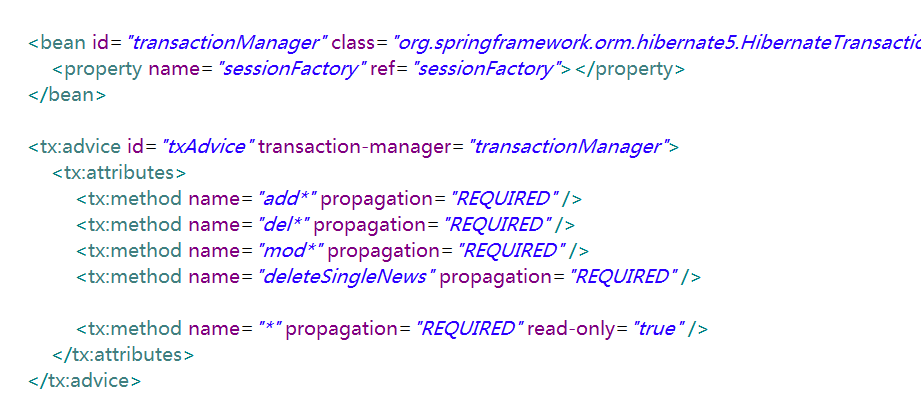 <bean id="transactionManager" class="org.springframework.orm.hibernate5.HibernateTransactio
<property name="sessionFactory" ref="sessionFactory"></property>
</bean>
<tx:advice id="txAdvice" transaction-manager="transactionManager">
<tx:attributes>
<tx:method name="add*" propagation="REQUIRED" />
<tx:method name="del*" propagation="REQUIRED" />
<tx:method name="mod*" propagation="REQUIRED" />
<tx:method name="deleteSingleNews" propagation="REQUIRED" />
<tx:method name="*" propagation="REQUIRED" read-only="true" />
</tx:attributes>
</tx:advice>